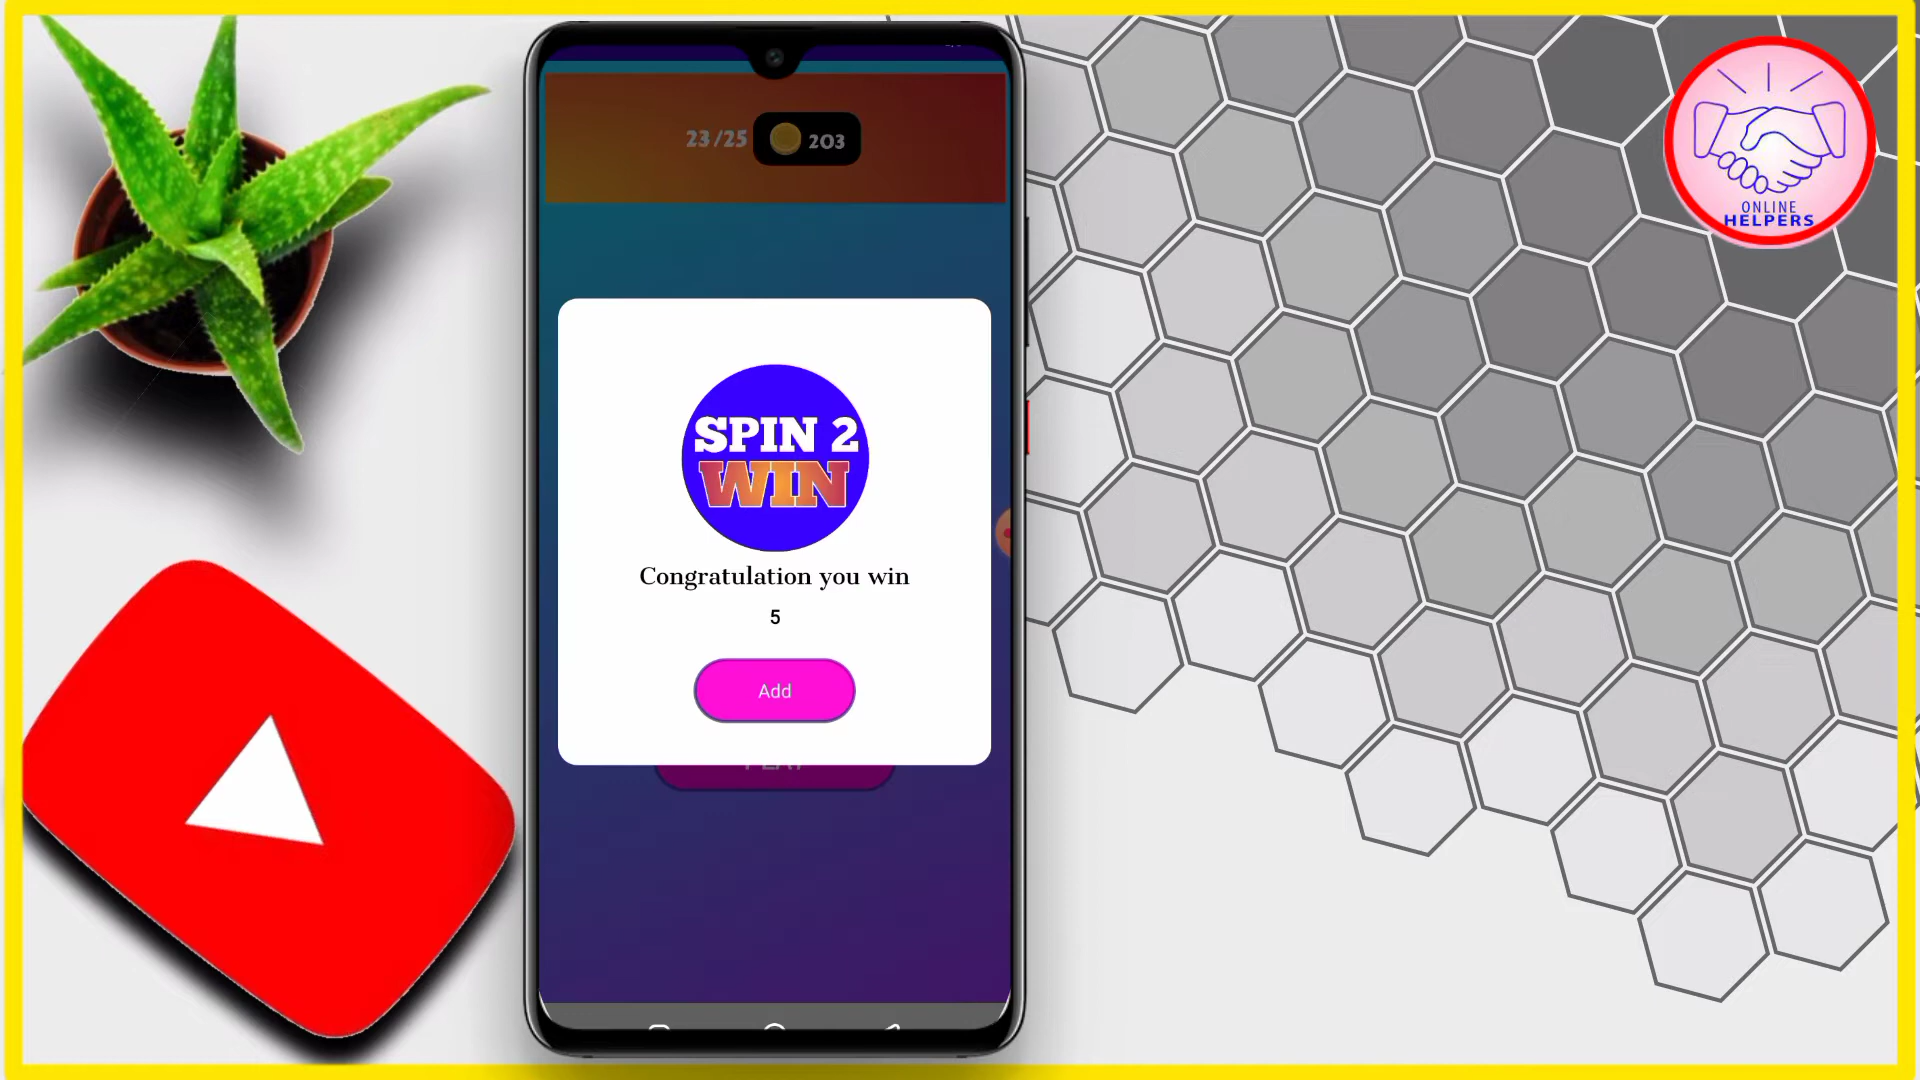 23/25
203
SPIN 2
WIN
Congratulation you win
5
Add
ONLINE
HELPERS